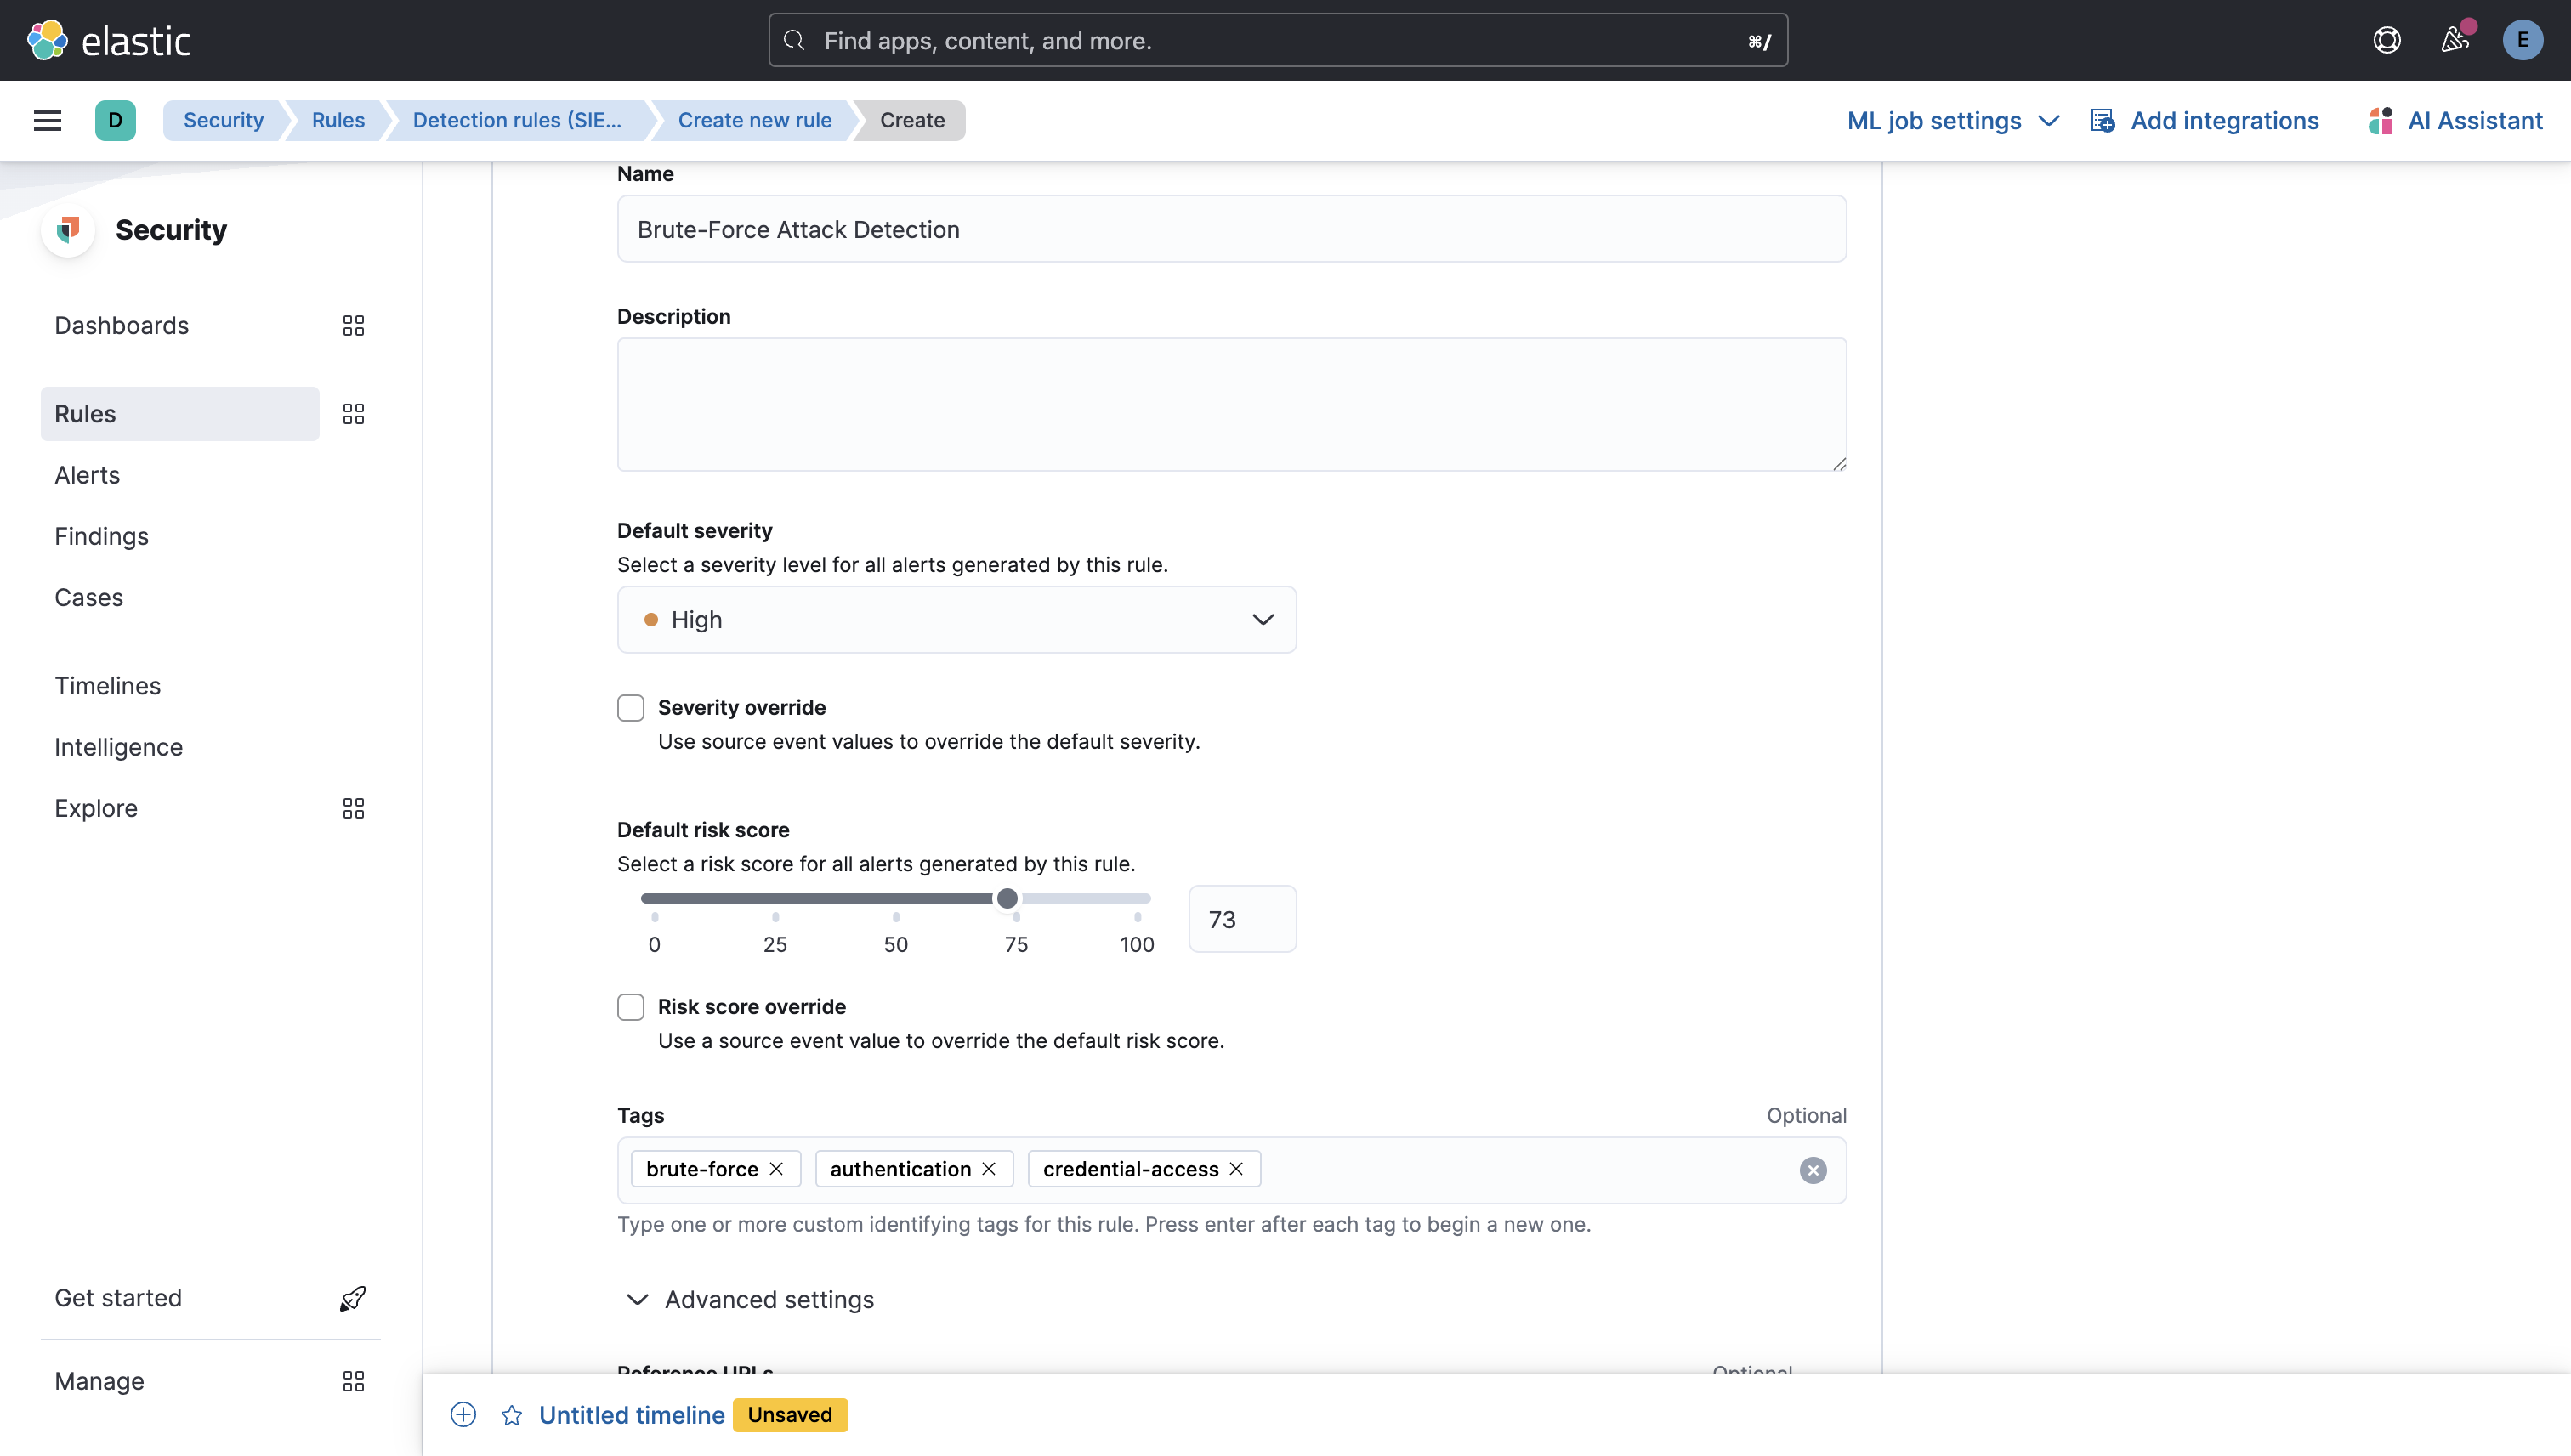 elastic
Find apps, content, and more.
⌘/
E
D
Security
Rules
Detection rules (SIE...
Create new rule
Create
ML job settings
Add integrations
AI Assistant
Security
Dashboards
Rules
Alerts
Findings
Cases
Timelines
Intelligence
Explore
Get started
Manage
Name
Brute-Force Attack Detection
Description
Default severity
Select a severity level for all alerts generated by this rule.
High
Severity override
Use source event values to override the default severity.
Default risk score
Select a risk score for all alerts generated by this rule.
0 25 50 75 100
73
Risk score override
Use a source event value to override the default risk score.
Tags
Optional
brute-force
authentication
credential-access
Type one or more custom identifying tags for this rule. Press enter after each tag to begin a new one.
Advanced settings
Reference URLs
Optional
Untitled timeline
Unsaved